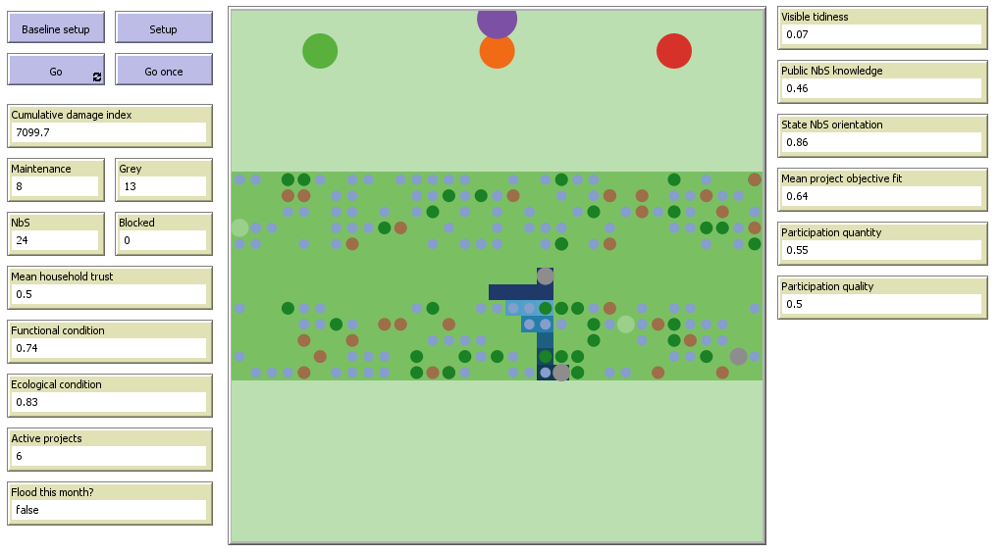 Baseline setup
Setup
Go
Go once
Cumulative damage index
7099.7
Maintenance
8
Grey
13
NbS
24
Blocked
0
Mean household trust
0.5
Functional condition
0.74
Ecological condition
0.83
Active projects
6
Flood this month?
false
Visible tidiness
0.07
Public NbS knowledge
0.46
State NbS orientation
0.86
Mean project objective fit
0.64
Participation quantity
0.55
Participation quality
0.5